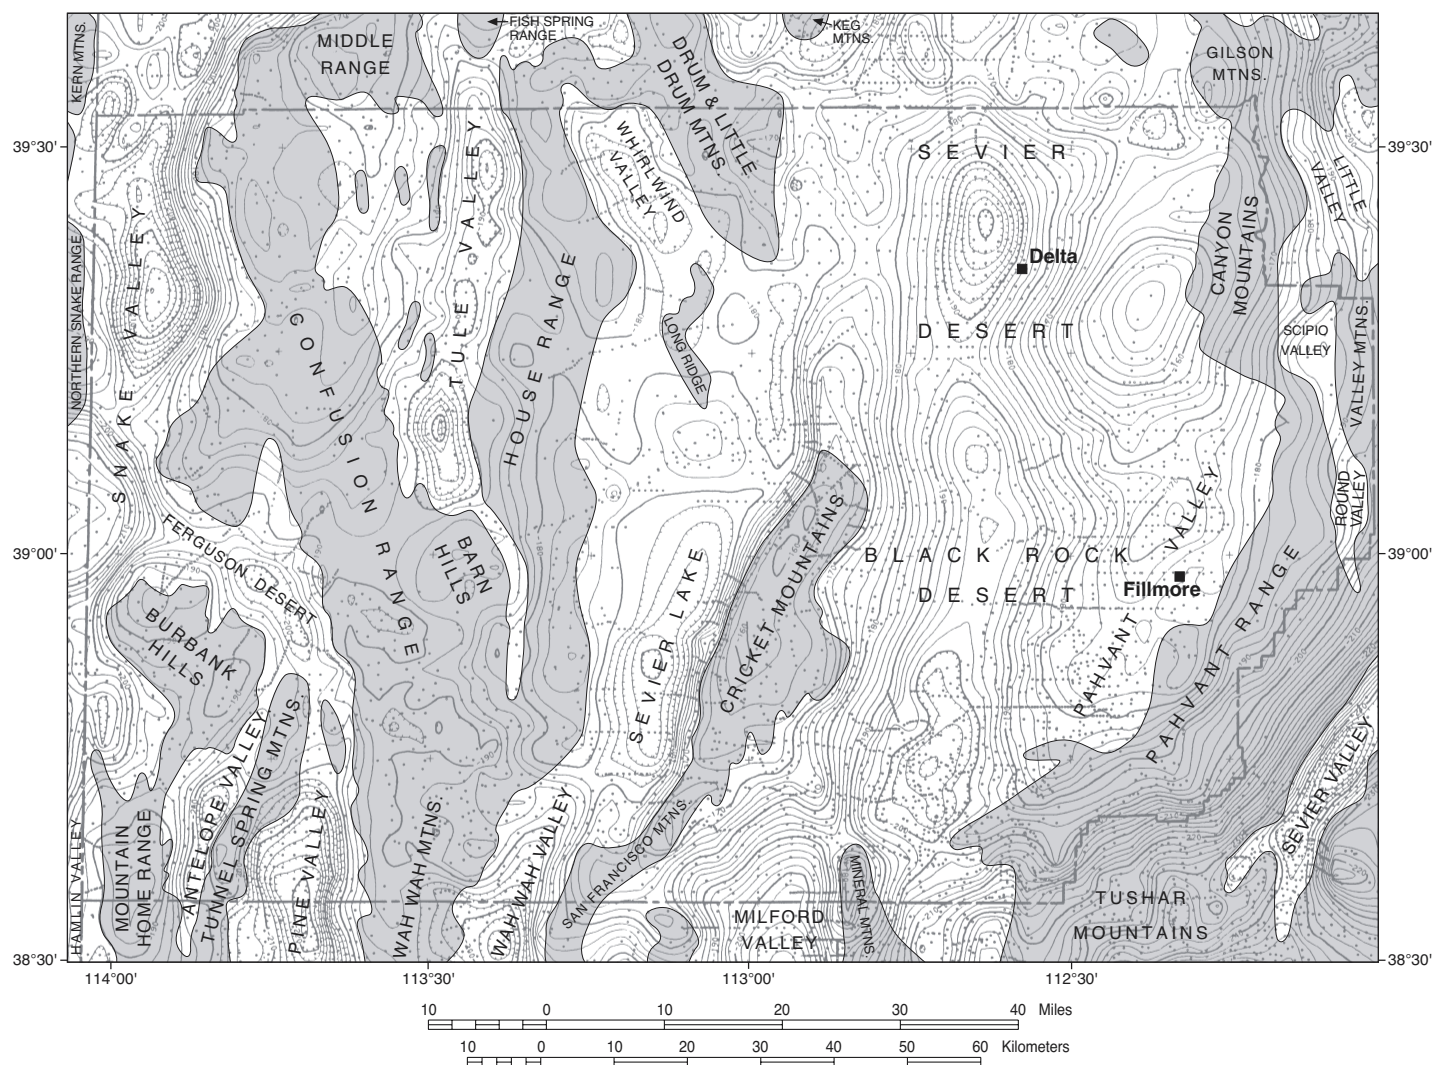 KERN MTNS.
MIDDLE
RANGE
FISH SPRING
RANGE
KEG
MTNS.
DRUM & LITTLE
DRUM MTNS.
GILSON
MTNS.
39°30'
39°30'
SEVIER
WHIRLWIND
VALLEY
LITTLE
VALLEY
SNAKE VALLEY
NORTHERN SNAKE RANGE
TULE VALLEY
HOUSE RANGE
CONFUSION RANGE
LONG RIDGE
Delta
DESERT
CANYON
MOUNTAINS
SCIPIO
VALLEY
VALLEY MTNS.
ROUND
VALLEY
39°00'
39°00'
FERGUSON DESERT
BARN
HILLS
BURBANK
HILLS
SEVIER LAKE
CRICKET MOUNTAINS
BLACK ROCK
DESERT
Fillmore
PAHVANT VALLEY
PAHVANT RANGE
SEVIER VALLEY
HAMLIN VALLEY
MOUNTAIN
HOME RANGE
ANTELORE VALLEY
TUNNEL SPRING MTNS.
PINE VALLEY
WAH WAH MTNS.
WAH WAH VALLEY
SAN FRANCISCO MTNS.
MILFORD
VALLEY
MINERAL MTNS.
TUSHAR
MOUNTAINS
38°30'
38°30'
114°00'
113°30'
113°00'
112°30'
10 0 10 20 30 40 Miles
10 0 10 20 30 40 50 60 Kilometers